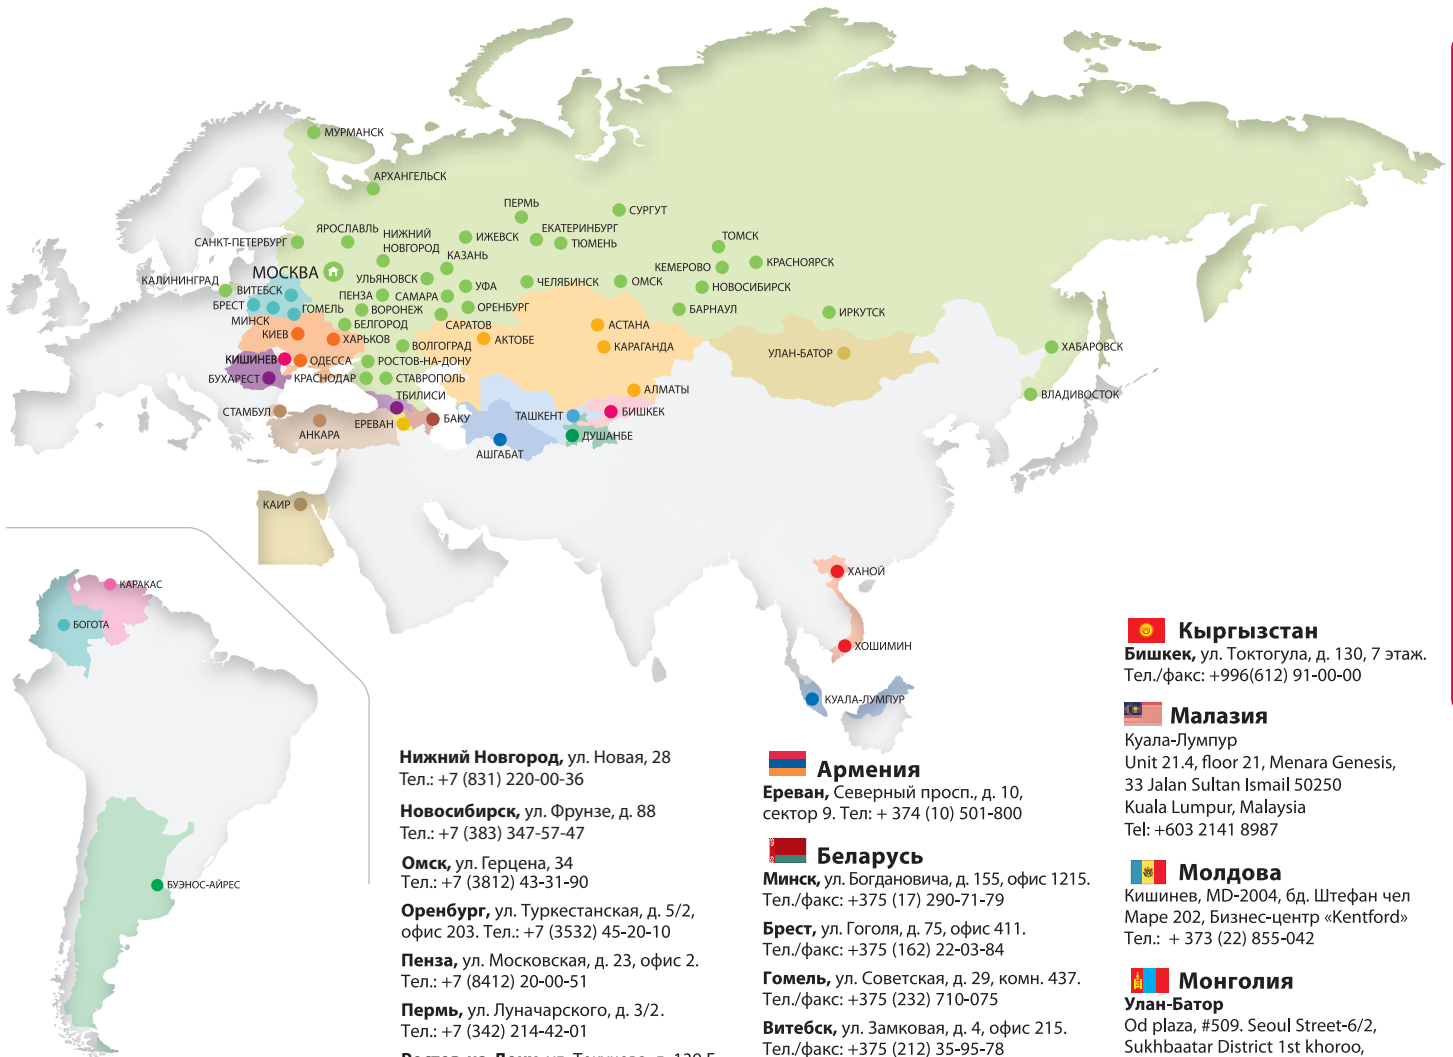 МУРМАНСК
АРХАНГЕЛЬСК
ПЕРМЬ
СУРГУТ
ЯРОСЛАВЛЬ
НИЖНИЙ
НОВГОРОД
ИЖЕВСК
ЕКАТЕРИНБУРГ
ТЮМЕНЬ
ТОМСК
САНКТ-ПЕТЕРБУРГ
КАЗАНЬ
КЕМЕРОВО
КРАСНОЯРСК
МОСКВА
КАЛИНИНГРАД
УЛЬЯНОВСК
УФА
ЧЕЛЯБИНСК
ОМСК
НОВОСИБИРСК
ВИТЕБСК
ПЕНЗА
САМАРА
БРЕСТ
ГОМЕЛЬ
ВОРОНЕЖ
ОРЕНБУРГ
БАРНАУЛ
ИРКУТСК
МИНСК
БЕЛГОРОД
САРАТОВ
АСТАНА
КИЕВ
ХАРЬКОВ
ВОЛГОГРАД
АКТОБЕ
КАРАГАНДА
УЛАН-БАТОР
ХАБАРОВСК
КИШИНЕВ
ОДЕССА
РОСТОВ-НА-ДОНУ
БУХАРЕСТ
КРАСНОДАР
СТАВРОПОЛЬ
АЛМАТЫ
ВЛАДИВОСТОК
ТБИЛИСИ
СТАМБУЛ
АНКАРА
ЕРЕВАН
БАКУ
ТАШКЕНТ
БИШКЕК
ДУШАНБЕ
АШГАБАТ
КАИР
ХАНОЙ
ХОШИМИН
КУАЛА-ЛУМПУР
КАРАКАС
БОГОТА
БУЭНОС-АЙРЕС
Нижний Новгород, ул. Новая, 28
Тел.: +7 (831) 220-00-36
Новосибирск, ул. Фрунзе, д. 88
Тел.: +7 (383) 347-57-47
Омск, ул. Герцена, 34
Тел.: +7 (3812) 43-31-90
Оренбург, ул. Туркестанская, д. 5/2,
офис 203. Тел.: +7 (3532) 45-20-10
Пенза, ул. Московская, д. 23, офис 2.
Тел.: +7 (8412) 20-00-51
Пермь, ул. Луначарского, д. 3/2.
Тел.: +7 (342) 214-42-01
Армения
Ереван, Северный просп., д. 10,
сектор 9. Тел: + 374 (10) 501-800
Беларусь
Минск, ул. Богдановича, д. 155, офис 1215.
Тел./факс: +375 (17) 290-71-79
Брест, ул. Гоголя, д. 75, офис 411.
Тел./факс: +375 (162) 22-03-84
Гомель, ул. Советская, д. 29, комн. 437.
Тел./факс: +375 (232) 710-075
Витебск, ул. Замковая, д. 4, офис 215.
Тел./факс: +375 (212) 35-95-78
Кыргызстан
Бишкек, ул. Токтогула, д. 130, 7 этаж.
Тел./факс: +996(612) 91-00-00
Малазия
Куала-Лумпур
Unit 21.4, floor 21, Menara Genesis,
33 Jalan Sultan Ismail 50250
Kuala Lumpur, Malaysia
Tel: +603 2141 8987
Молдова
Кишинев, MD-2004, бд. Штефан чел
Маре 202, Бизнес-центр «Kentford»
Тел.: + 373 (22) 855-042
Монголия
Улан-Батор
Od plaza, #509. Seoul Street-6/2,
Sukhbaatar District 1st khoroo,